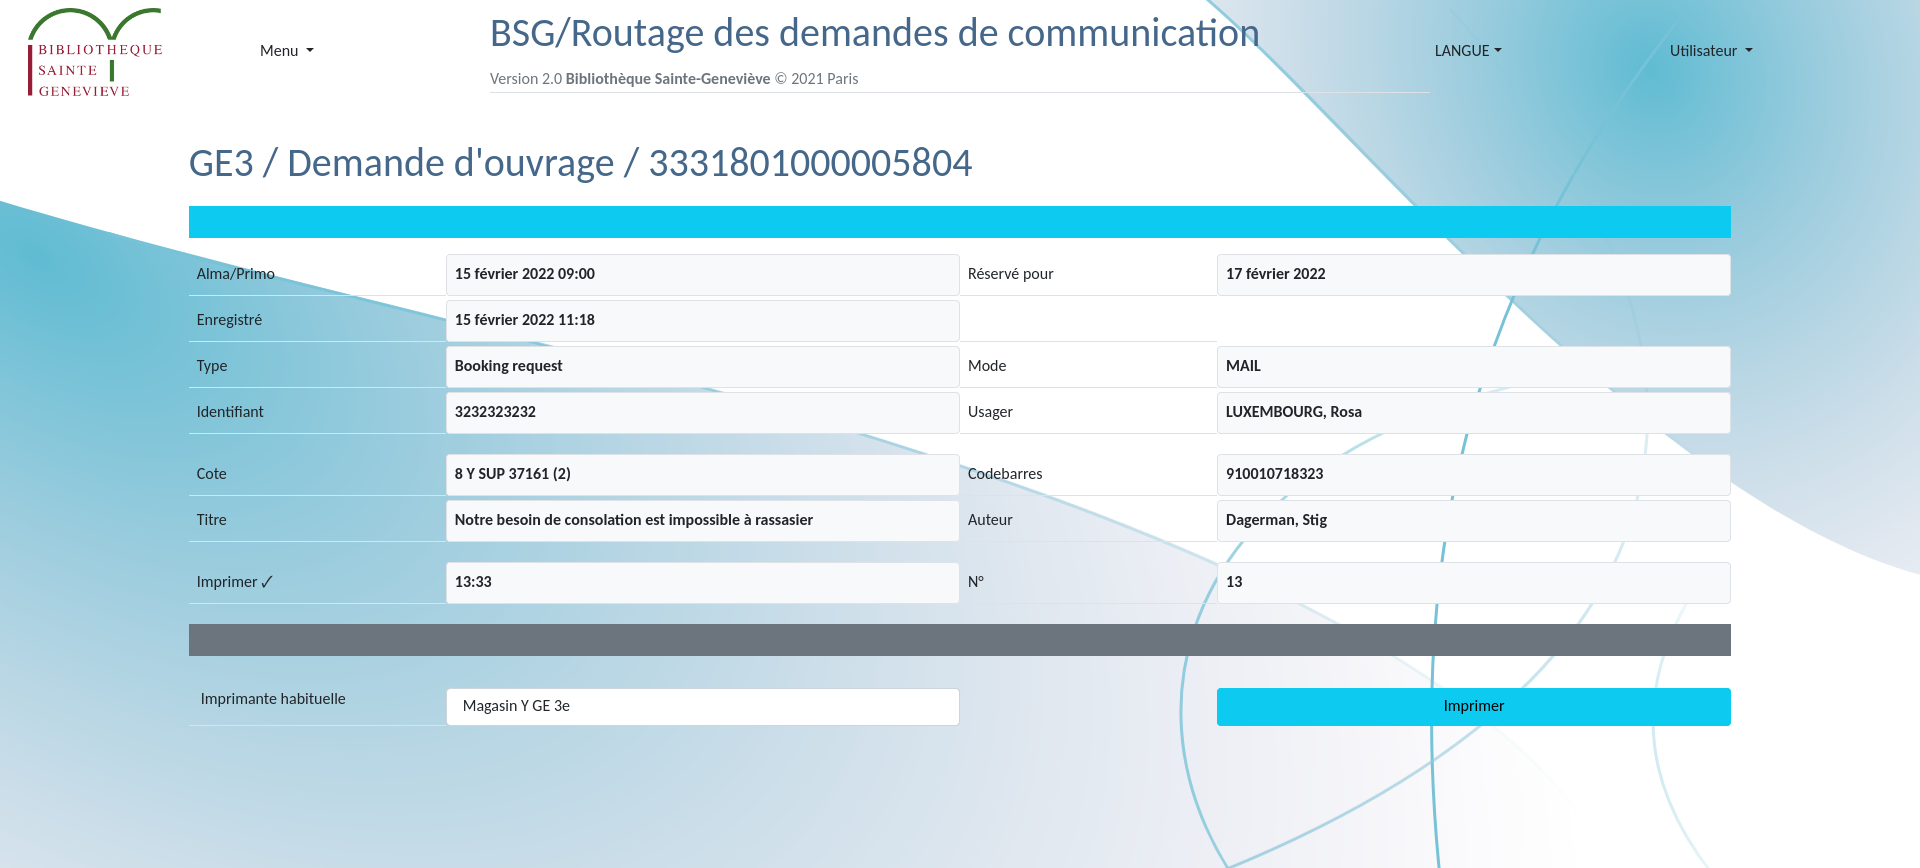 BIBLIOTHEQUE
SAINTE
GENEVIEVE
Menu
BSG/Routage des demandes de communication
Version 2.0 Bibliothèque Sainte-Geneviève © 2021 Paris
LANGUE
Utilisateur
GE3 / Demande d'ouvrage / 3331801000005804
Alma/Primo 15 février 2022 09:00 Réservé pour 17 février 2022
Enregistré 15 février 2022 11:18
Type Booking request Mode MAIL
Identifiant 3232323232 Usager LUXEMBOURG, Rosa
Cote 8 Y SUP 37161 (2) Codebarres 910010718323
Titre Notre besoin de consolation est impossible à rassasier Auteur Dagerman, Stig
Imprimer ✓ 13:33 N° 13
Imprimante habituelle Magasin Y GE 3e Imprimer